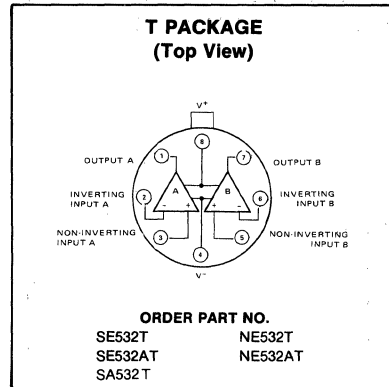 T PACKAGE
(Top View)
V+
8
1
7
OUTPUT A
OUTPUT B
A
B
INVERTING
INPUT A
2
6
INVERTING
INPUT B
- + + -
NON-INVERTING
INPUT A
3
5
NON-INVERTING
INPUT B
4
V-
ORDER PART NO.
SE532T NE532T
SE532AT NE532AT
SA532T